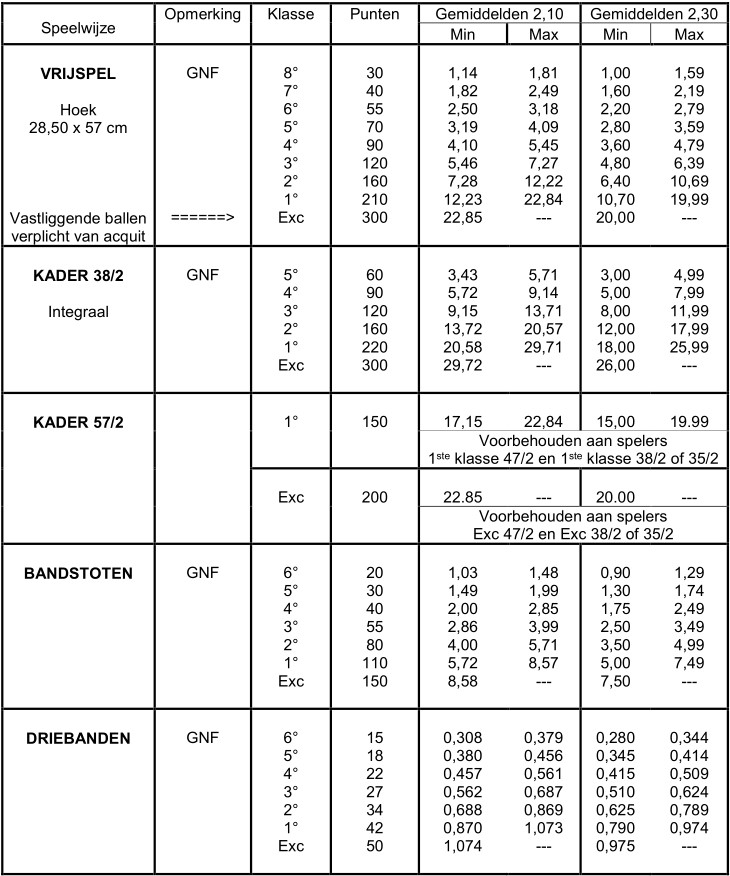 Speelwijze Opmerking Klasse Punten Gemiddelden 2,10 Gemiddelden 2,30
Min Max Min Max
VRIJSPEL GNF 8° 30 1,14 1,81 1,00 1,59
7° 40 1,82 2,49 1,60 2,19
Hoek 6° 55 2,50 3,18 2,20 2,79
28,50 x 57 cm 5° 70 3,19 4,09 2,80 3,59
4° 90 4,10 5,45 3,60 4,79
3° 120 5,46 7,27 4,80 6,39
2° 160 7,28 12,22 6,40 10,69
1° 210 12,23 22,84 10,70 19,99
Vastliggende ballen ======> Exc 300 22,85 --- 20,00 ---
verplicht van acquit
KADER 38/2 GNF 5° 60 3,43 5,71 3,00 4,99
4° 90 5,72 9,14 5,00 7,99
Integraal 3° 120 9,15 13,71 8,00 11,99
2° 160 13,72 20,57 12,00 17,99
1° 220 20,58 29,71 18,00 25,99
Exc 300 29,72 --- 26,00 ---
KADER 57/2 1° 150 17,15 22,84 15,00 19.99
Voorbehouden aan spelers
1ste klasse 47/2 en 1ste klasse 38/2 of 35/2
Exc 200 22.85 --- 20.00 ---
Voorbehouden aan spelers
Exc 47/2 en Exc 38/2 of 35/2
BANDSTOTEN GNF 6° 20 1,03 1,48 0,90 1,29
5° 30 1,49 1,99 1,30 1,74
4° 40 2,00 2,85 1,75 2,49
3° 55 2,86 3,99 2,50 3,49
2° 80 4,00 5,71 3,50 4,99
1° 110 5,72 8,57 5,00 7,49
Exc 150 8,58 --- 7,50 ---
DRIEBANDEN GNF 6° 15 0,308 0,379 0,280 0,344
5° 18 0,380 0,456 0,345 0,414
4° 22 0,457 0,561 0,415 0,509
3° 27 0,562 0,687 0,510 0,624
2° 34 0,688 0,869 0,625 0,789
1° 42 0,870 1,073 0,790 0,974
Exc 50 1,074 --- 0,975 ---